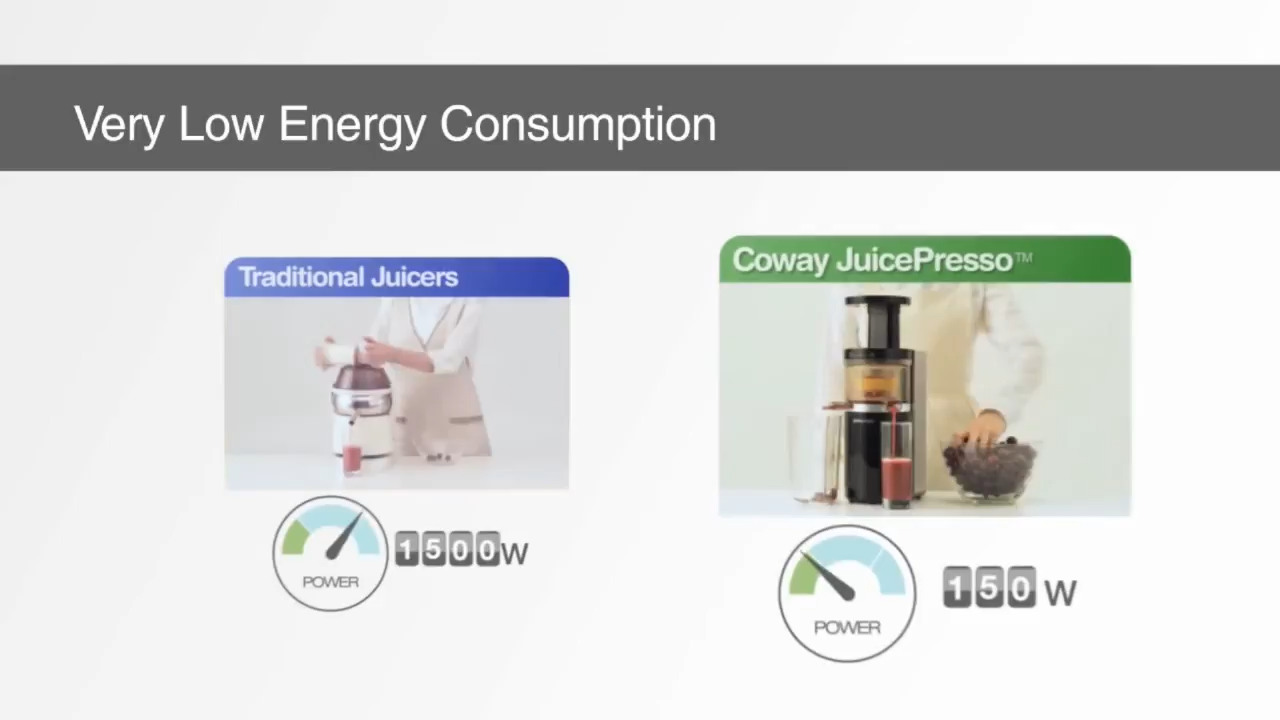 Very Low Energy Consumption
Traditional Juicers
Coway JuicePresso™
POWER
1500W
POWER
150 W